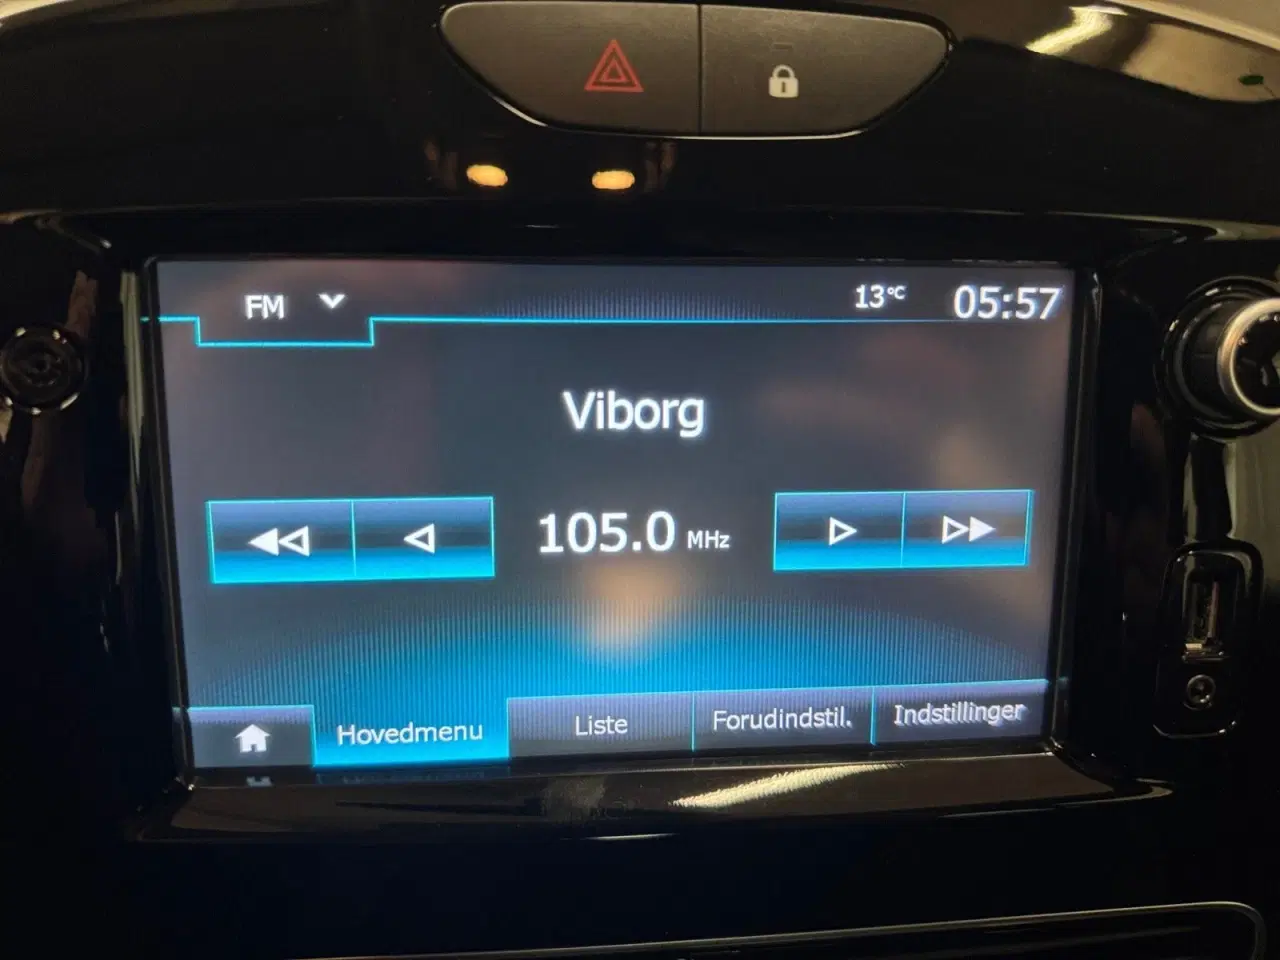 FM
13°C
05:57
Viborg
105.0 MHz
Hovedmenu
Liste
Forudindstil.
Indstillinger